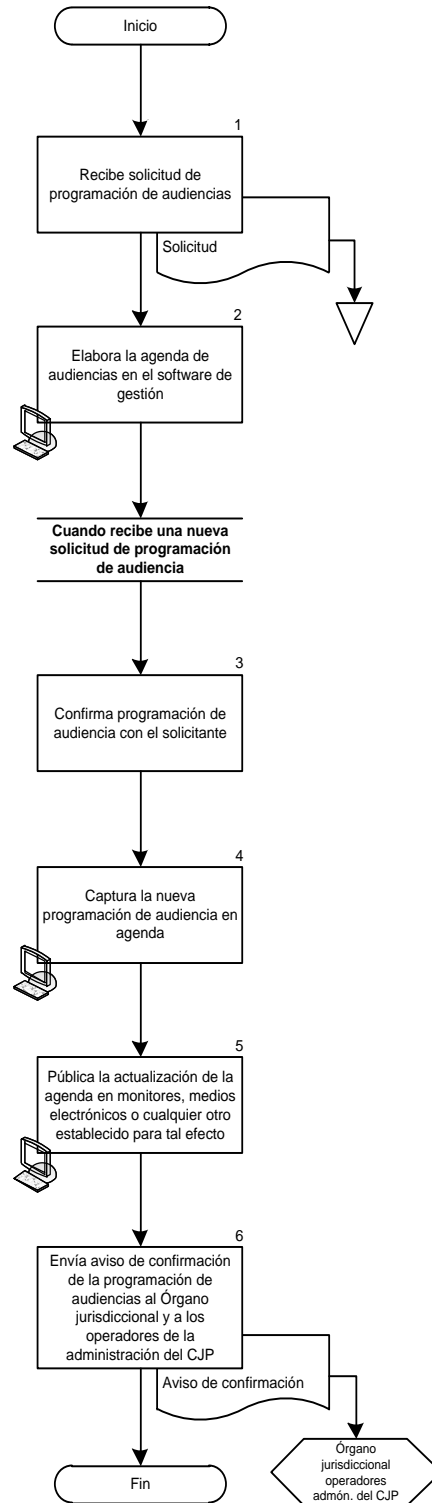 Inicio
1
Recibe solicitud de
programación de audiencias
Solicitud
2
Elabora la agenda de
audiencias en el software de
gestión
Cuando recibe una nueva
solicitud de programación
de audiencia
3
Confirma programación de
audiencia con el solicitante
4
Captura la nueva
programación de audiencia en
agenda
5
Pública la actualización de la
agenda en monitores, medios
electrónicos o cualquier otro
establecido para tal efecto
6
Envía aviso de confirmación
de la programación de
audiencias al Órgano
jurisdiccional y a los
operadores de la
administración del CJP
Aviso de confirmación
Órgano
jurisdiccional
operadores
admón. del CJP
Fin